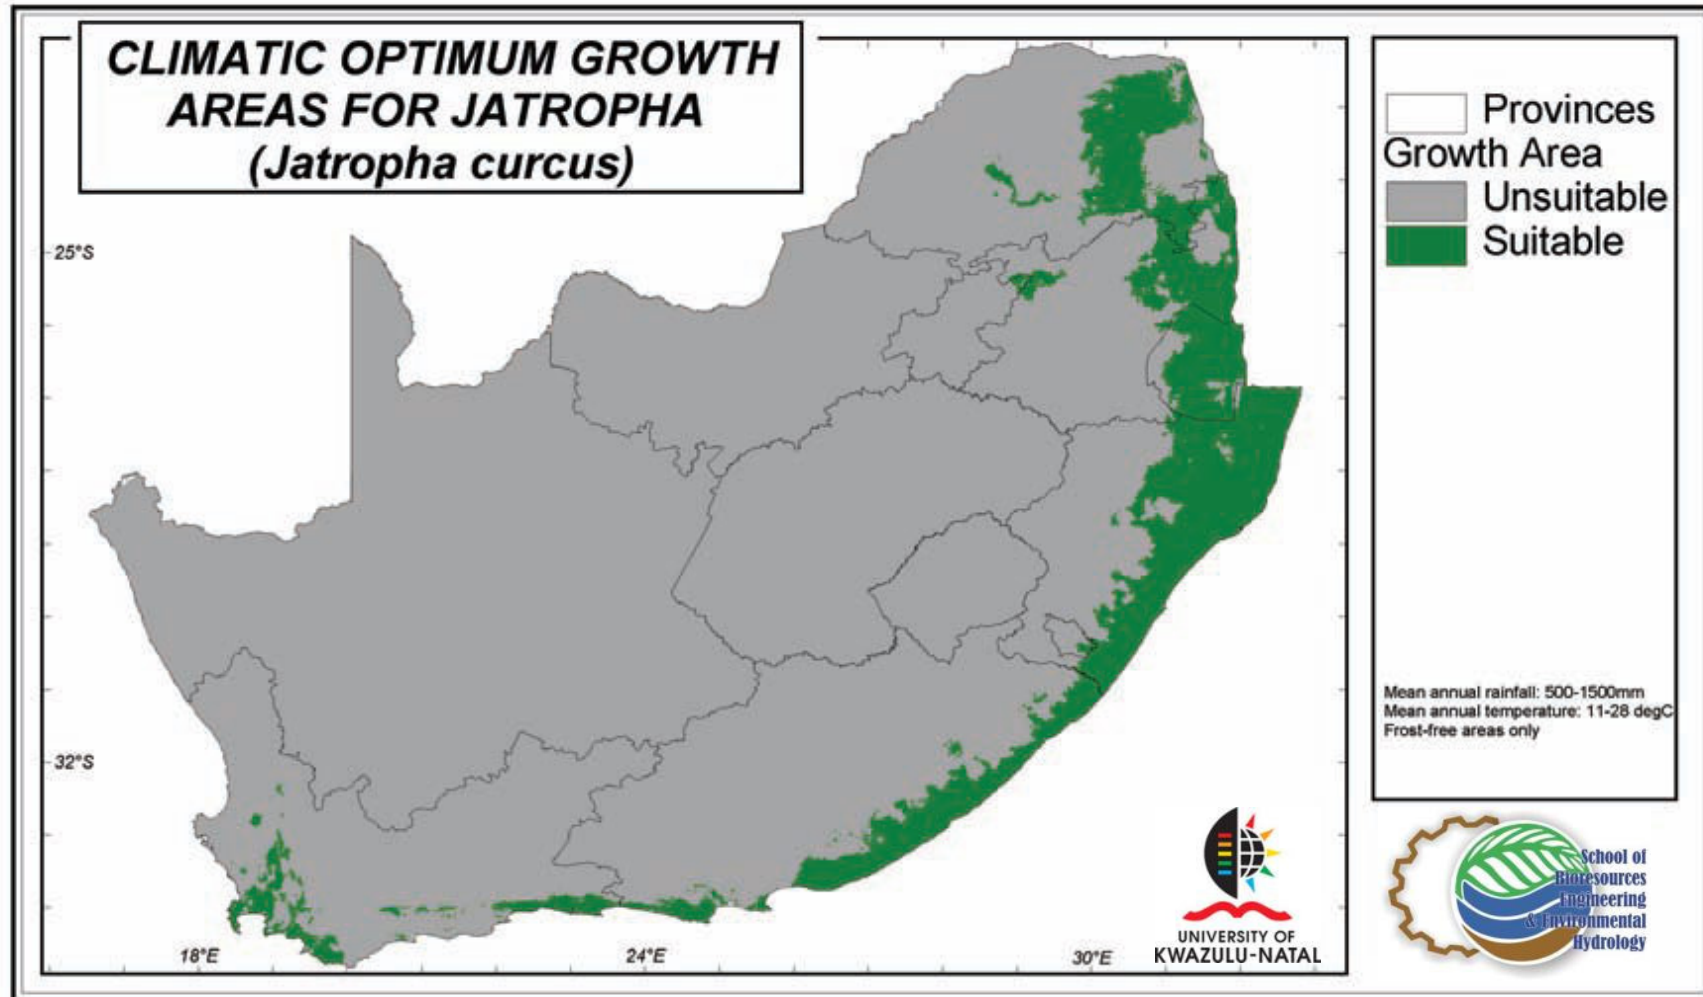 CLIMATIC OPTIMUM GROWTH
AREAS FOR JATROPHA
(Jatropha curcus)
Provinces
Growth Area
Unsuitable
Suitable
25°S
32°S
18°E
24°E
30°E
Mean annual rainfall: 500-1500mm
Mean annual temperature: 11-28 degC
Frost-free areas only
UNIVERSITY OF
KWAZULU-NATAL
School of
Bioresources
Engineering
& Environmental
Hydrology